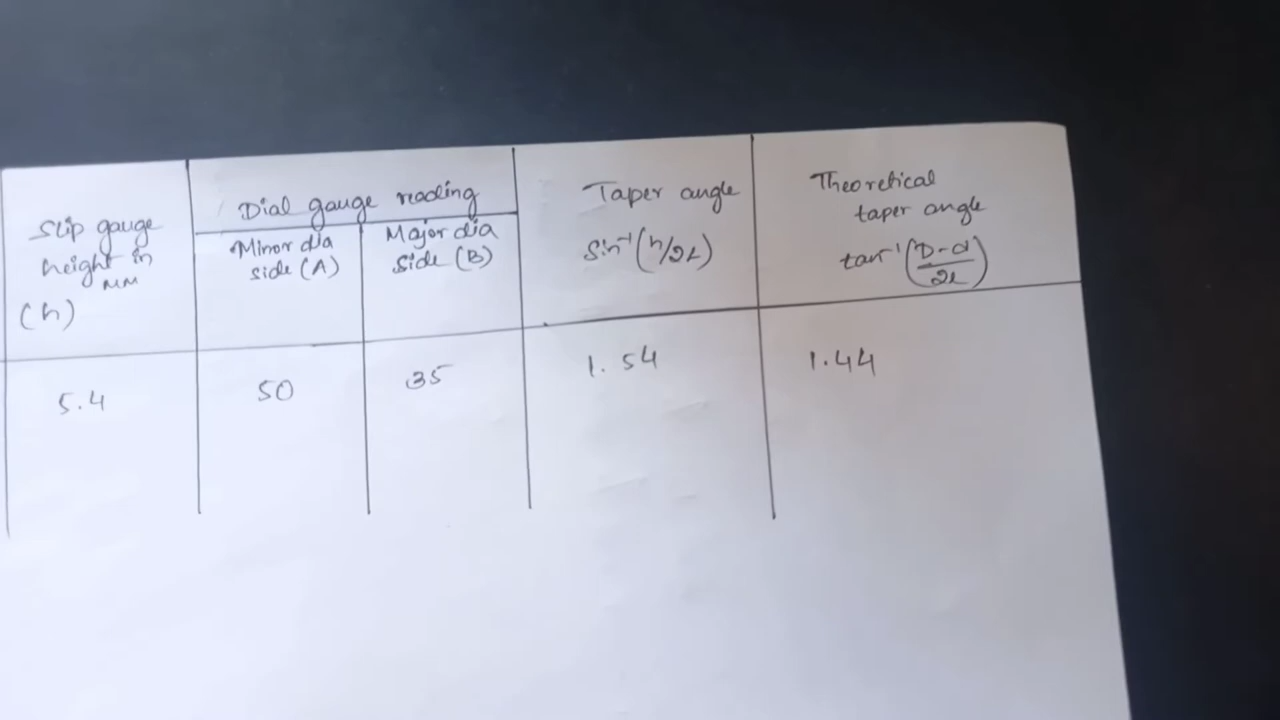 Slip gauge
height in
MM
(h)
Dial gauge reading
Minor dia
side (A)
Major dia
side (B)
Taper angle
Sin⁻¹(h/2L)
Theoretical
taper angle
tan⁻¹(D-d/2l)
5.4
50
35
1.54
1.44